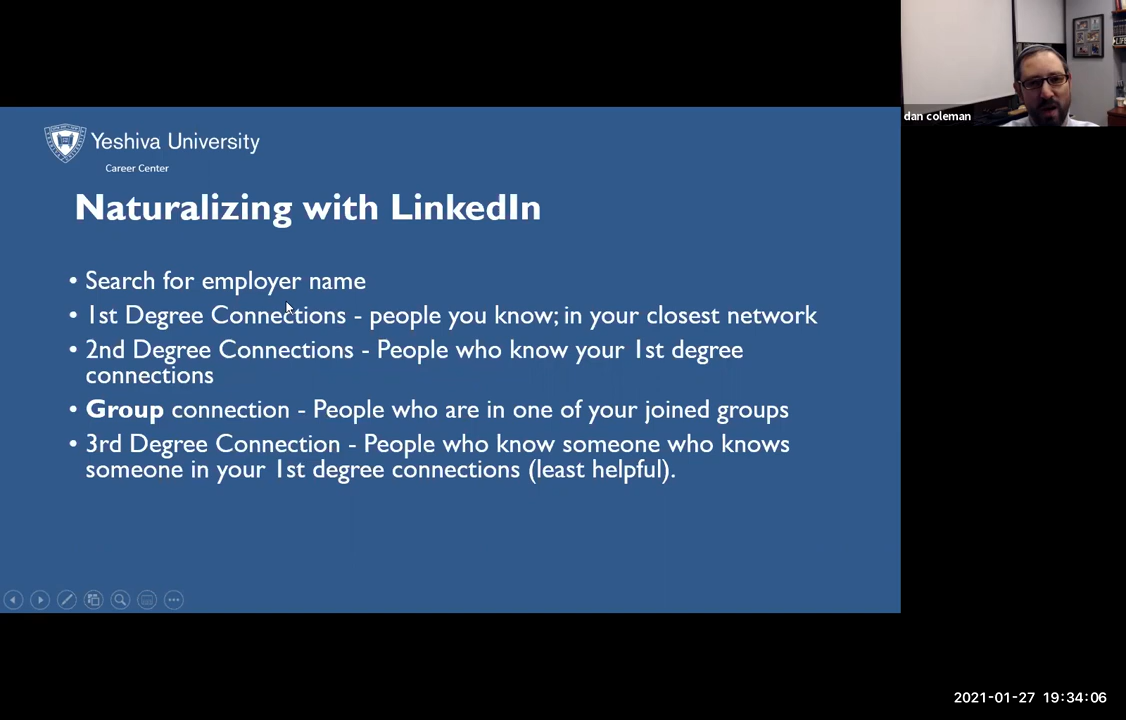 Yeshiva University
Career Center
Naturalizing with LinkedIn
• Search for employer name
• 1st Degree Connections - people you know; in your closest network
• 2nd Degree Connections - People who know your 1st degree
connections
• Group connection - People who are in one of your joined groups
• 3rd Degree Connection - People who know someone who knows
someone in your 1st degree connections (least helpful).
dan coleman
2021-01-27 19:34:06